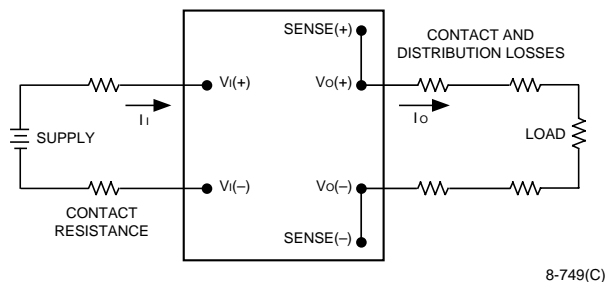 SENSE(+)
CONTACT AND
DISTRIBUTION LOSSES
VI(+)
VO(+)
II
IO
SUPPLY
LOAD
VI(–)
VO(–)
CONTACT
RESISTANCE
SENSE(–)
8-749(C)